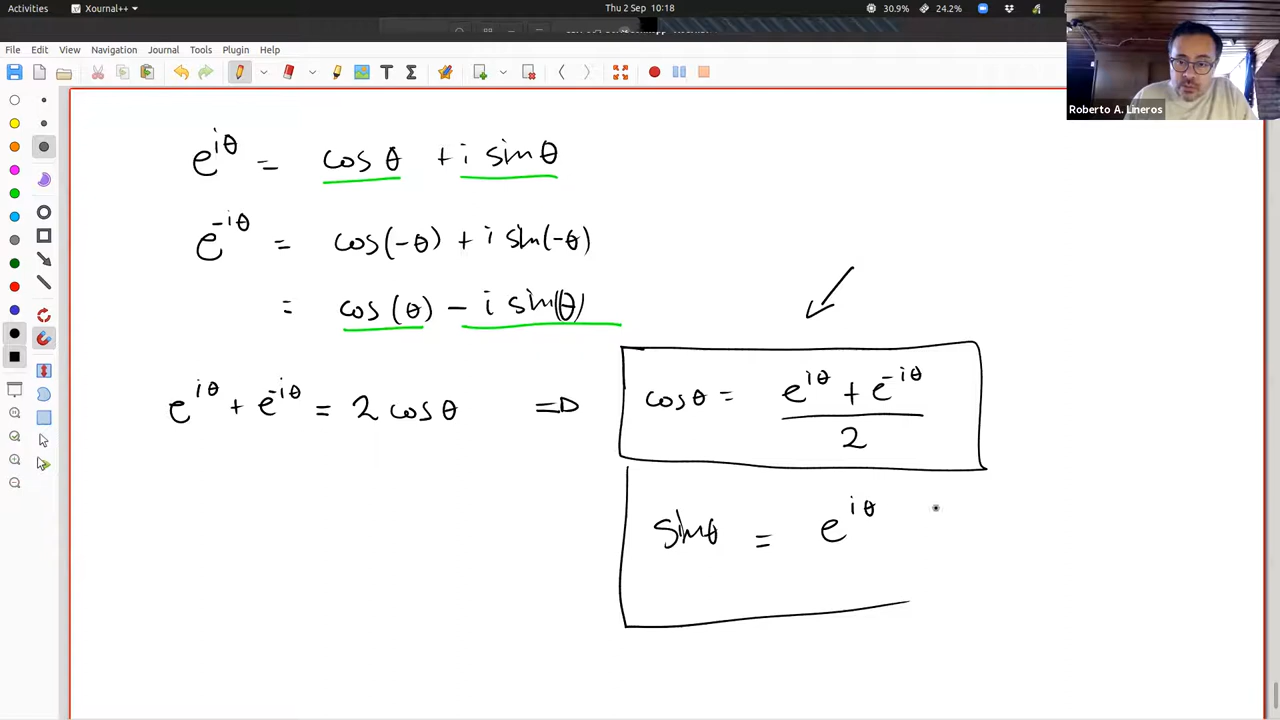 Activities Xournal++ Thu 2 Sep 10:18 30.9% 24.2%
File Edit View Navigation Journal Tools Plugin Help
Roberto A. Lineros
e^{iθ} = cos θ + i sin θ
e^{-iθ} = cos(-θ) + i sin(-θ)
= cos(θ) - i sin(θ)
e^{iθ} + e^{-iθ} = 2 cos θ ⇒ cos θ = \frac{e^{iθ} + e^{-iθ}}{2}
sin θ = e^{iθ}